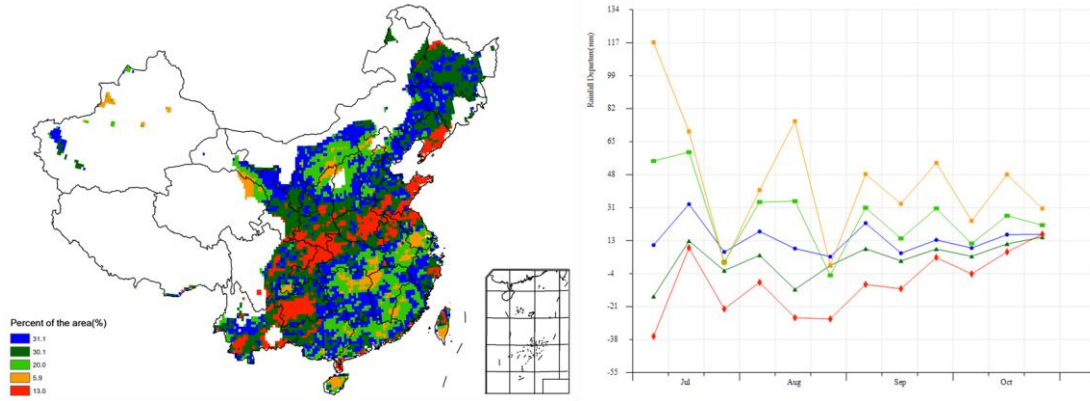 Percent of the area(%)
31.1
30.1
20.0
5.9
13.0
Rainfall Departure(mm)
134
117
99
82
65
48
31
13
-4
-21
-38
-55
Jul
Aug
Sep
Oct